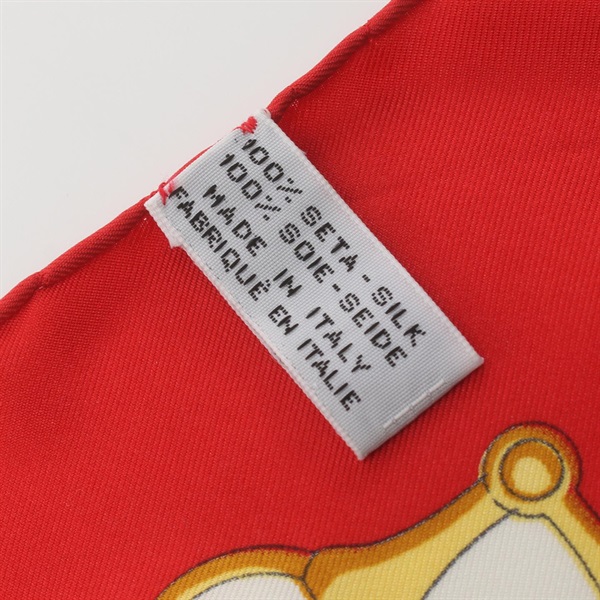 100% SETA-SILK
100% SOIE-SEIDE
MADE IN ITALY
FABRIQUÉ EN ITALIE